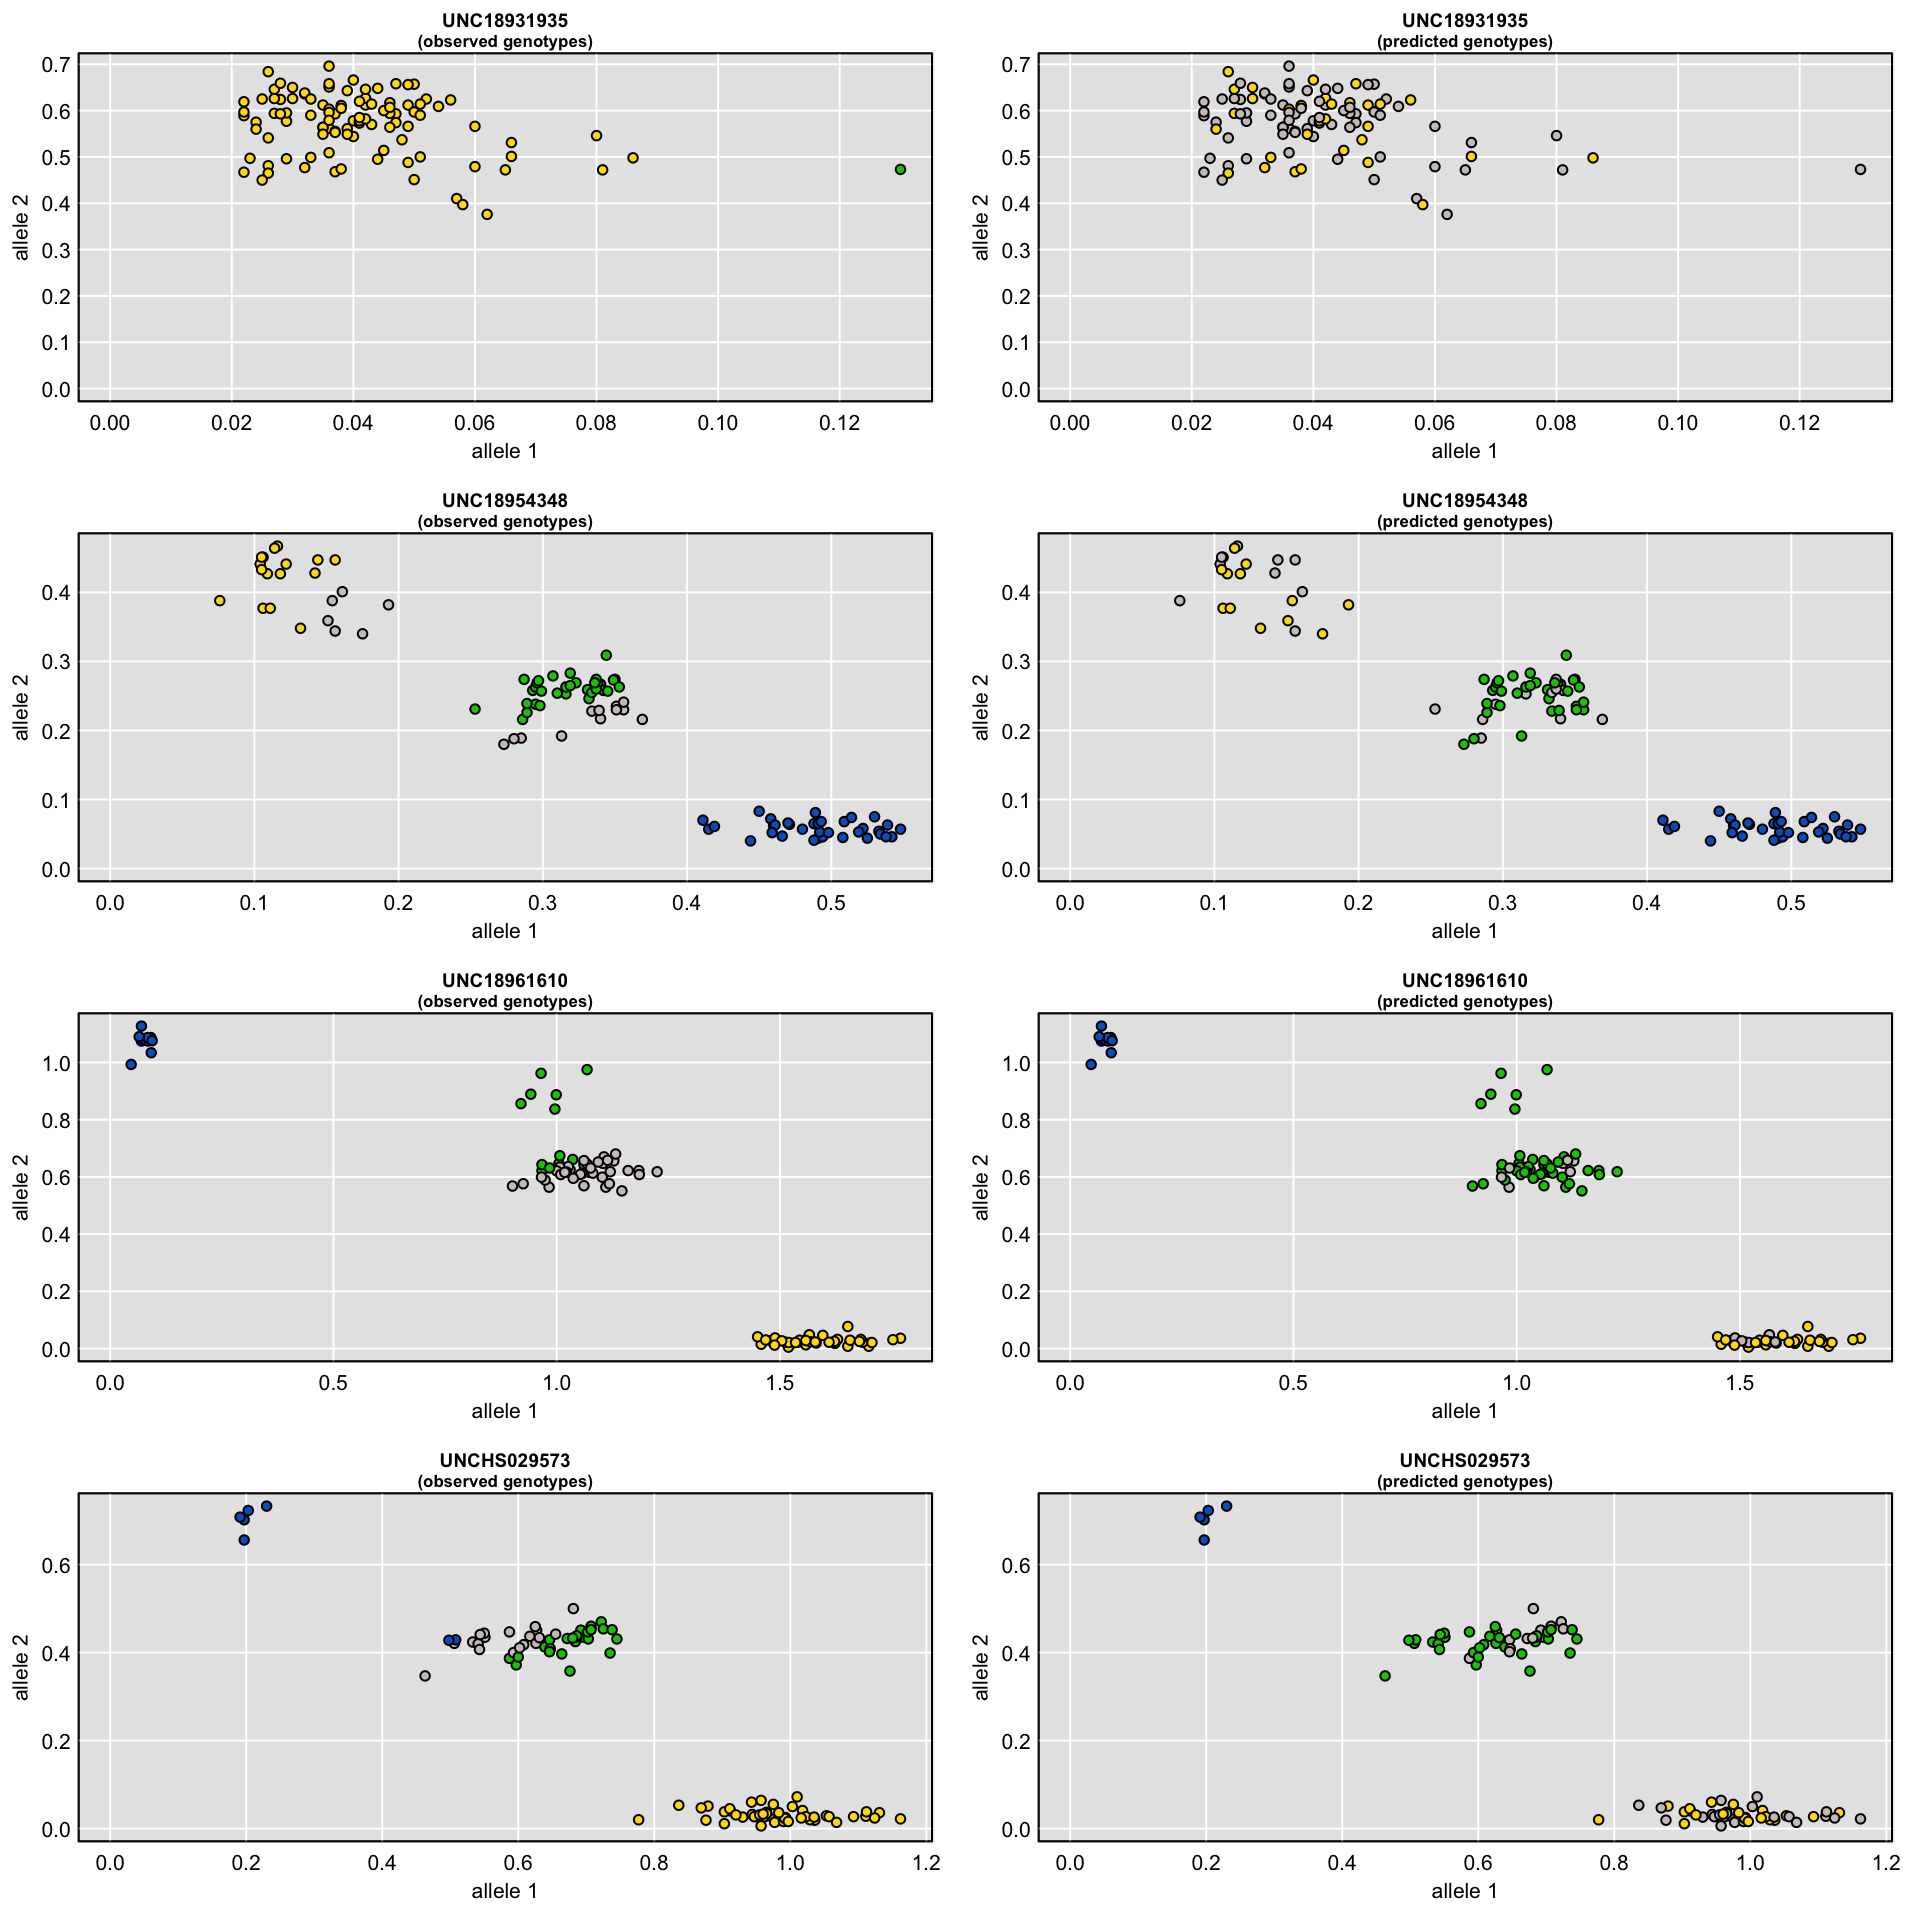 UNC18931935
(observed genotypes)
0.7
0.6
0.5
0.4
0.3
0.2
0.1
0.0
allele 2
0.00 0.02 0.04 0.06 0.08 0.10 0.12
allele 1
UNC18931935
(predicted genotypes)
0.7
0.6
0.5
0.4
0.3
0.2
0.1
0.0
allele 2
0.00 0.02 0.04 0.06 0.08 0.10 0.12
allele 1
UNC18954348
(observed genotypes)
0.4
0.3
0.2
0.1
0.0
allele 2
0.0 0.1 0.2 0.3 0.4 0.5
allele 1
UNC18954348
(predicted genotypes)
0.4
0.3
0.2
0.1
0.0
allele 2
0.0 0.1 0.2 0.3 0.4 0.5
allele 1
UNC18961610
(observed genotypes)
1.0
0.8
0.6
0.4
0.2
0.0
allele 2
0.0 0.5 1.0 1.5
allele 1
UNC18961610
(predicted genotypes)
1.0
0.8
0.6
0.4
0.2
0.0
allele 2
0.0 0.5 1.0 1.5
allele 1
UNCHS029573
(observed genotypes)
0.6
0.4
0.2
0.0
allele 2
0.0 0.2 0.4 0.6 0.8 1.0 1.2
allele 1
UNCHS029573
(predicted genotypes)
0.6
0.4
0.2
0.0
allele 2
0.0 0.2 0.4 0.6 0.8 1.0 1.2
allele 1